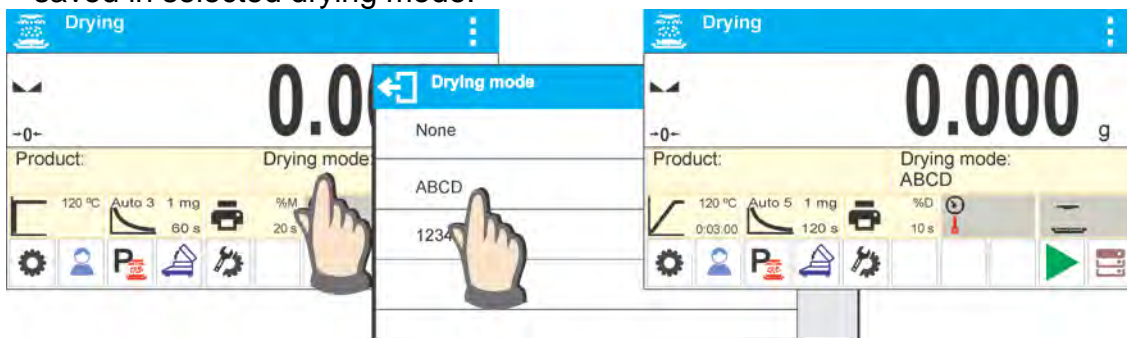 saved in selected drying mode.
Drying
0.0
→0←
Product:
Drying mode:
120 °C Auto 3 1 mg %M
60 s 20 s
P
Drying mode
None
ABCD
1234
Drying
0.000 g
→0←
Product:
Drying mode:
ABCD
120 °C Auto 5 1 mg %D
0:03:00 120 s 10 s
P